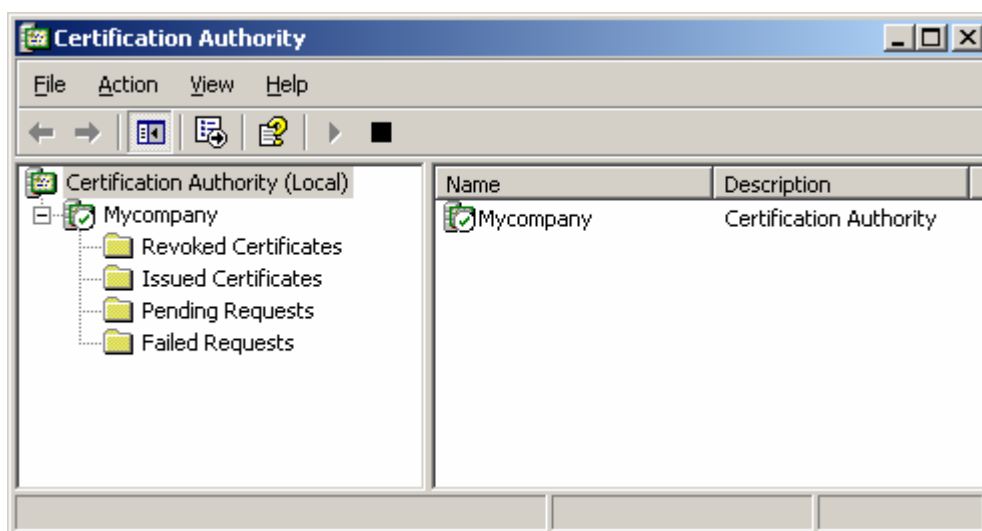 Certification Authority
File Action View Help
Certification Authority (Local)
Mycompany
Revoked Certificates
Issued Certificates
Pending Requests
Failed Requests
Name Description
Mycompany Certification Authority